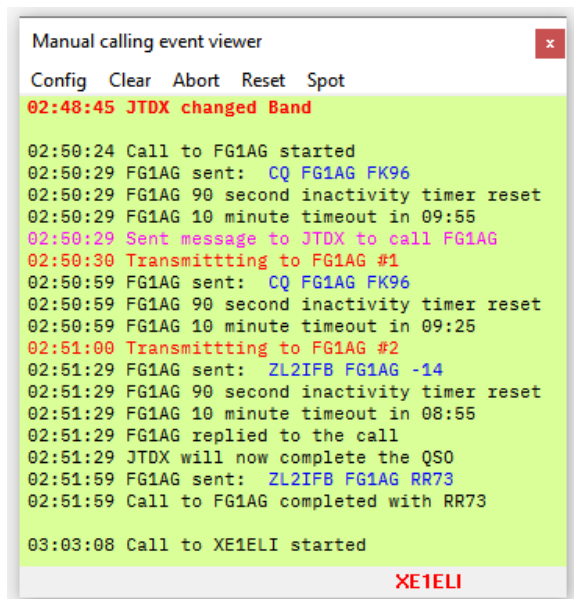 Manual calling event viewer
x
Config Clear Abort Reset Spot
02:48:45 JTDX changed Band
02:50:24 Call to FG1AG started
02:50:29 FG1AG sent: CQ FG1AG FK96
02:50:29 FG1AG 90 second inactivity timer reset
02:50:29 FG1AG 10 minute timeout in 09:55
02:50:29 Sent message to JTDX to call FG1AG
02:50:30 Transmittting to FG1AG #1
02:50:59 FG1AG sent: CQ FG1AG FK96
02:50:59 FG1AG 90 second inactivity timer reset
02:50:59 FG1AG 10 minute timeout in 09:25
02:51:00 Transmittting to FG1AG #2
02:51:29 FG1AG sent: ZL2IFB FG1AG -14
02:51:29 FG1AG 90 second inactivity timer reset
02:51:29 FG1AG 10 minute timeout in 08:55
02:51:29 FG1AG replied to the call
02:51:29 JTDX will now complete the QSO
02:51:59 FG1AG sent: ZL2IFB FG1AG RR73
02:51:59 Call to FG1AG completed with RR73
03:03:08 Call to XE1ELI started
XE1ELI